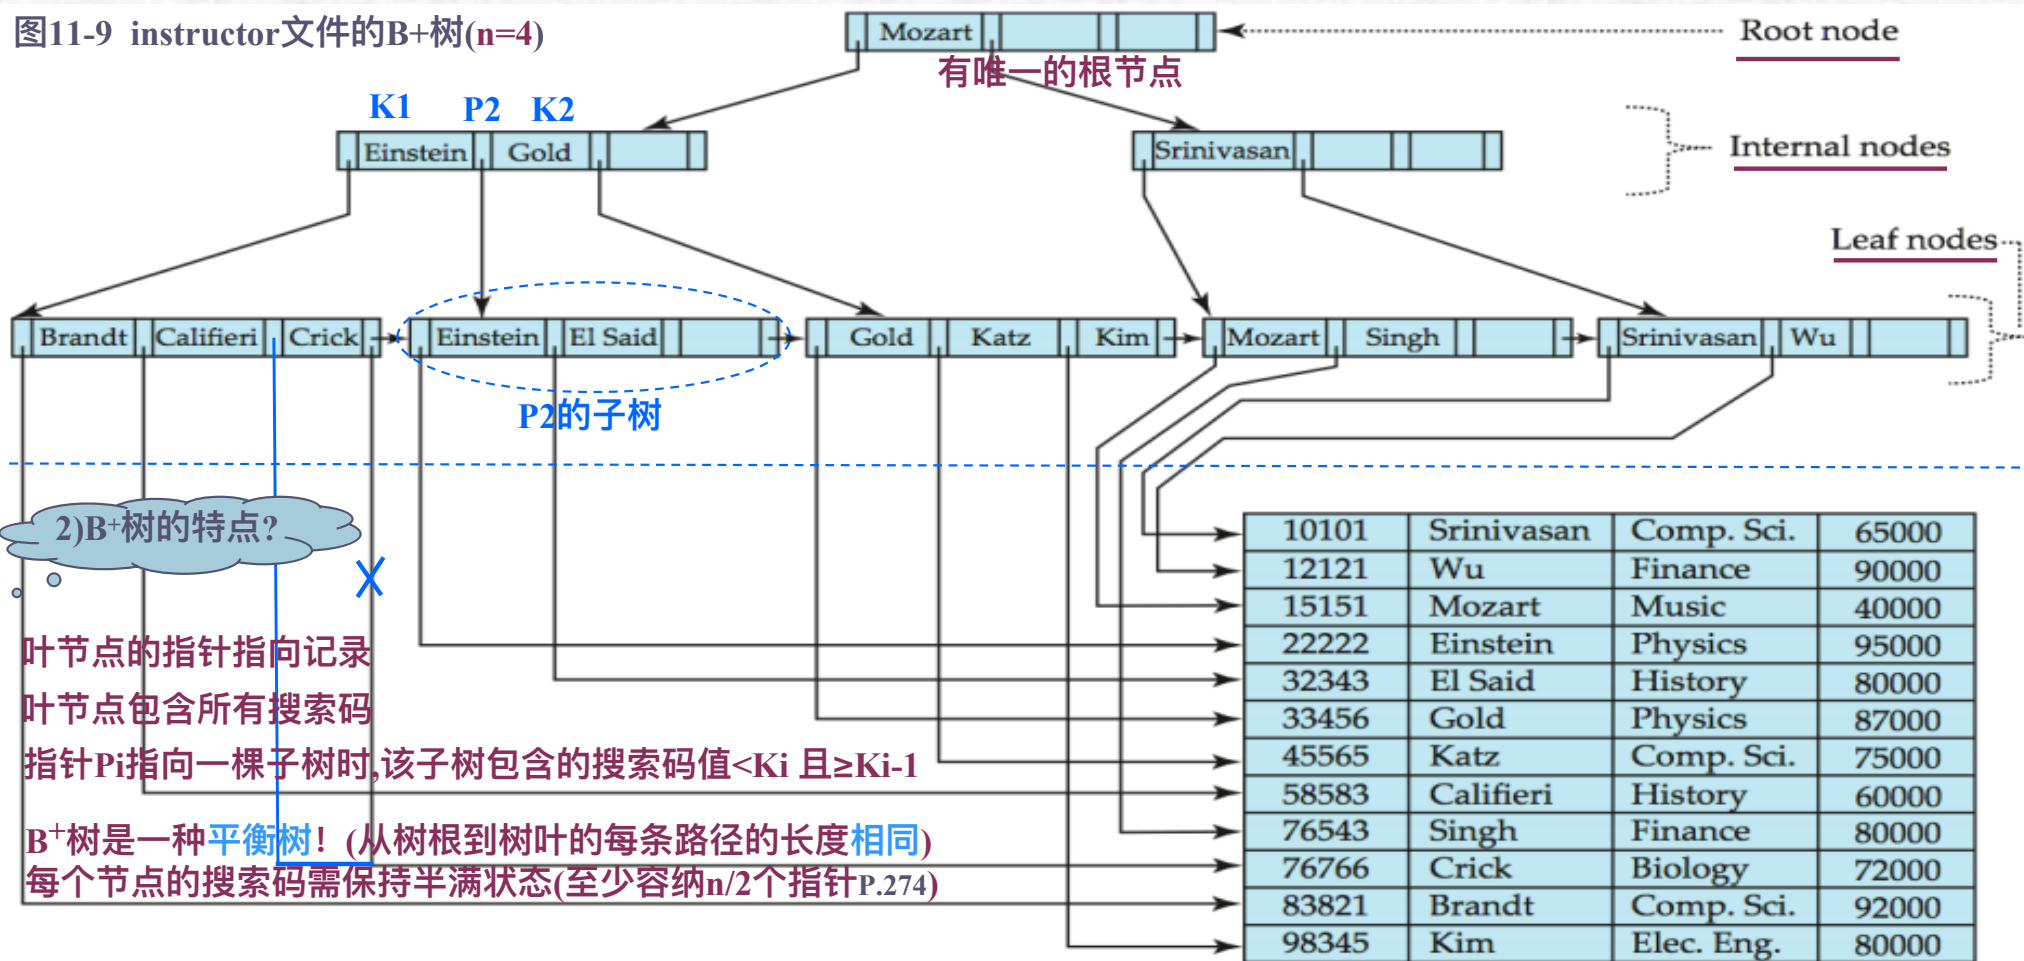 图11-9 instructor文件的B+树(n=4)
Mozart
Root node
有唯一的根节点
K1 P2 K2
Einstein Gold
Srinivasan
Internal nodes
Leaf nodes
Brandt Califieri Crick
Einstein El Said
Gold Katz Kim
Mozart Singh
Srinivasan Wu
P2的子树
2)B+树的特点?
叶节点的指针指向记录
叶节点包含所有搜索码
指针Pi指向一棵子树时,该子树包含的搜索码值<Ki 且≥Ki-1
B+树是一种平衡树！(从树根到树叶的每条路径的长度相同)
每个节点的搜索码需保持半满状态(至少容纳n/2个指针P.274)
10101 Srinivasan Comp. Sci. 65000
12121 Wu Finance 90000
15151 Mozart Music 40000
22222 Einstein Physics 95000
32343 El Said History 80000
33456 Gold Physics 87000
45565 Katz Comp. Sci. 75000
58583 Califieri History 60000
76543 Singh Finance 80000
76766 Crick Biology 72000
83821 Brandt Comp. Sci. 92000
98345 Kim Elec. Eng. 80000